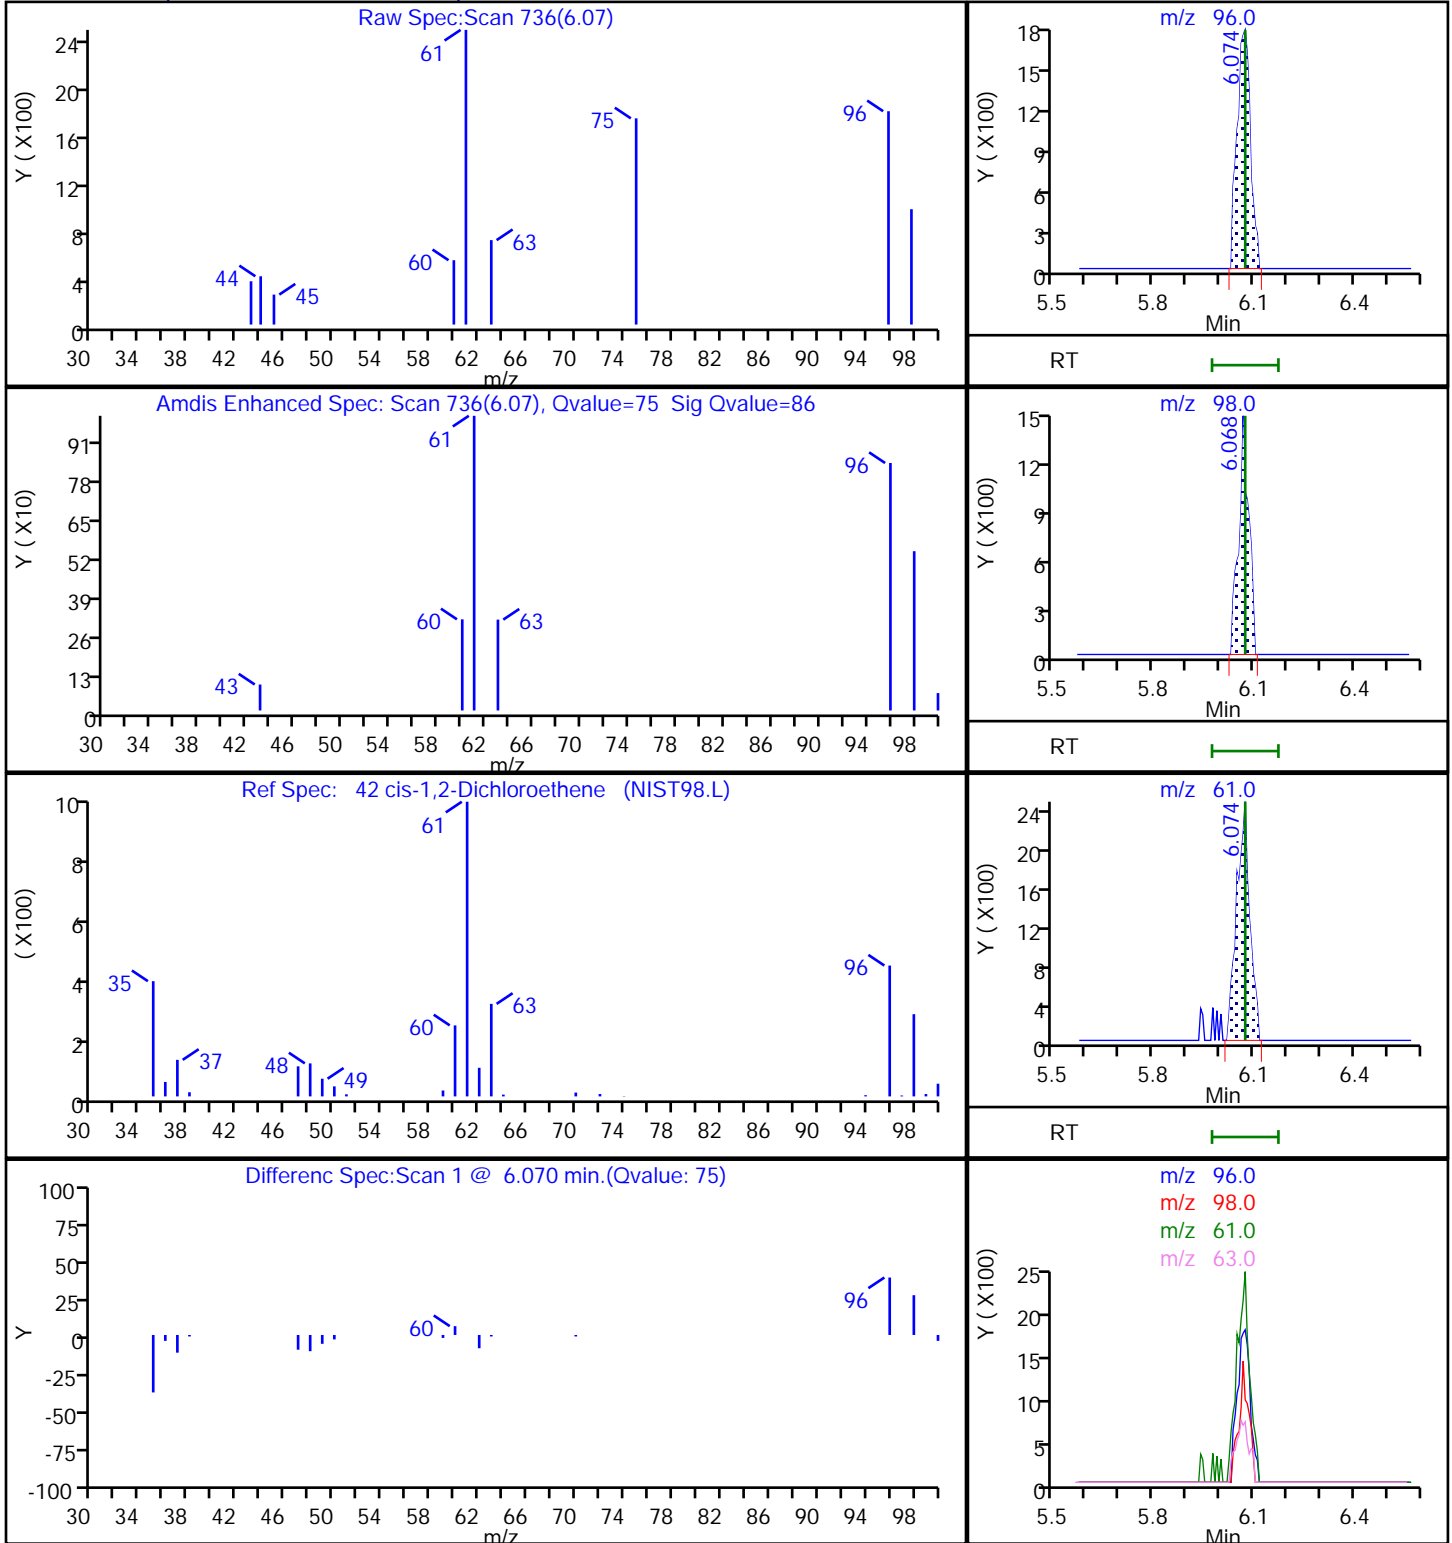 Raw Spec:Scan 736(6.07)
Y ( X100)
24
20
16
12
8
4
0
61
96
75
63
60
44
45
30 34 38 42 46 50 54 58 62 66 70 74 78 82 86 90 94 98
m/z
m/z 96.0
Y ( X100)
18
15
12
9
6
3
0
6.074
5.5 5.8 6.1 6.4
Min
RT
Amdis Enhanced Spec: Scan 736(6.07), Qvalue=75 Sig Qvalue=86
Y ( X10)
91
78
65
52
39
26
13
0
61
96
60
63
43
30 34 38 42 46 50 54 58 62 66 70 74 78 82 86 90 94 98
m/z
m/z 98.0
Y ( X100)
15
12
9
6
3
0
6.068
5.5 5.8 6.1 6.4
Min
RT
Ref Spec: 42 cis-1,2-Dichloroethene (NIST98.L)
( X100)
10
8
6
4
2
0
61
96
35
63
60
37
48
49
30 34 38 42 46 50 54 58 62 66 70 74 78 82 86 90 94 98
m/z 61.0
Y ( X100)
24
20
16
12
8
4
0
6.074
5.5 5.8 6.1 6.4
Min
RT
Differenc Spec:Scan 1 @ 6.070 min.(Qvalue: 75)
Y
100
75
50
25
0
-25
-50
-75
-100
96
60
30 34 38 42 46 50 54 58 62 66 70 74 78 82 86 90 94 98
m/z
m/z 96.0
m/z 98.0
m/z 61.0
m/z 63.0
Y ( X100)
25
20
15
10
5
0
5.5 5.8 6.1 6.4
Min